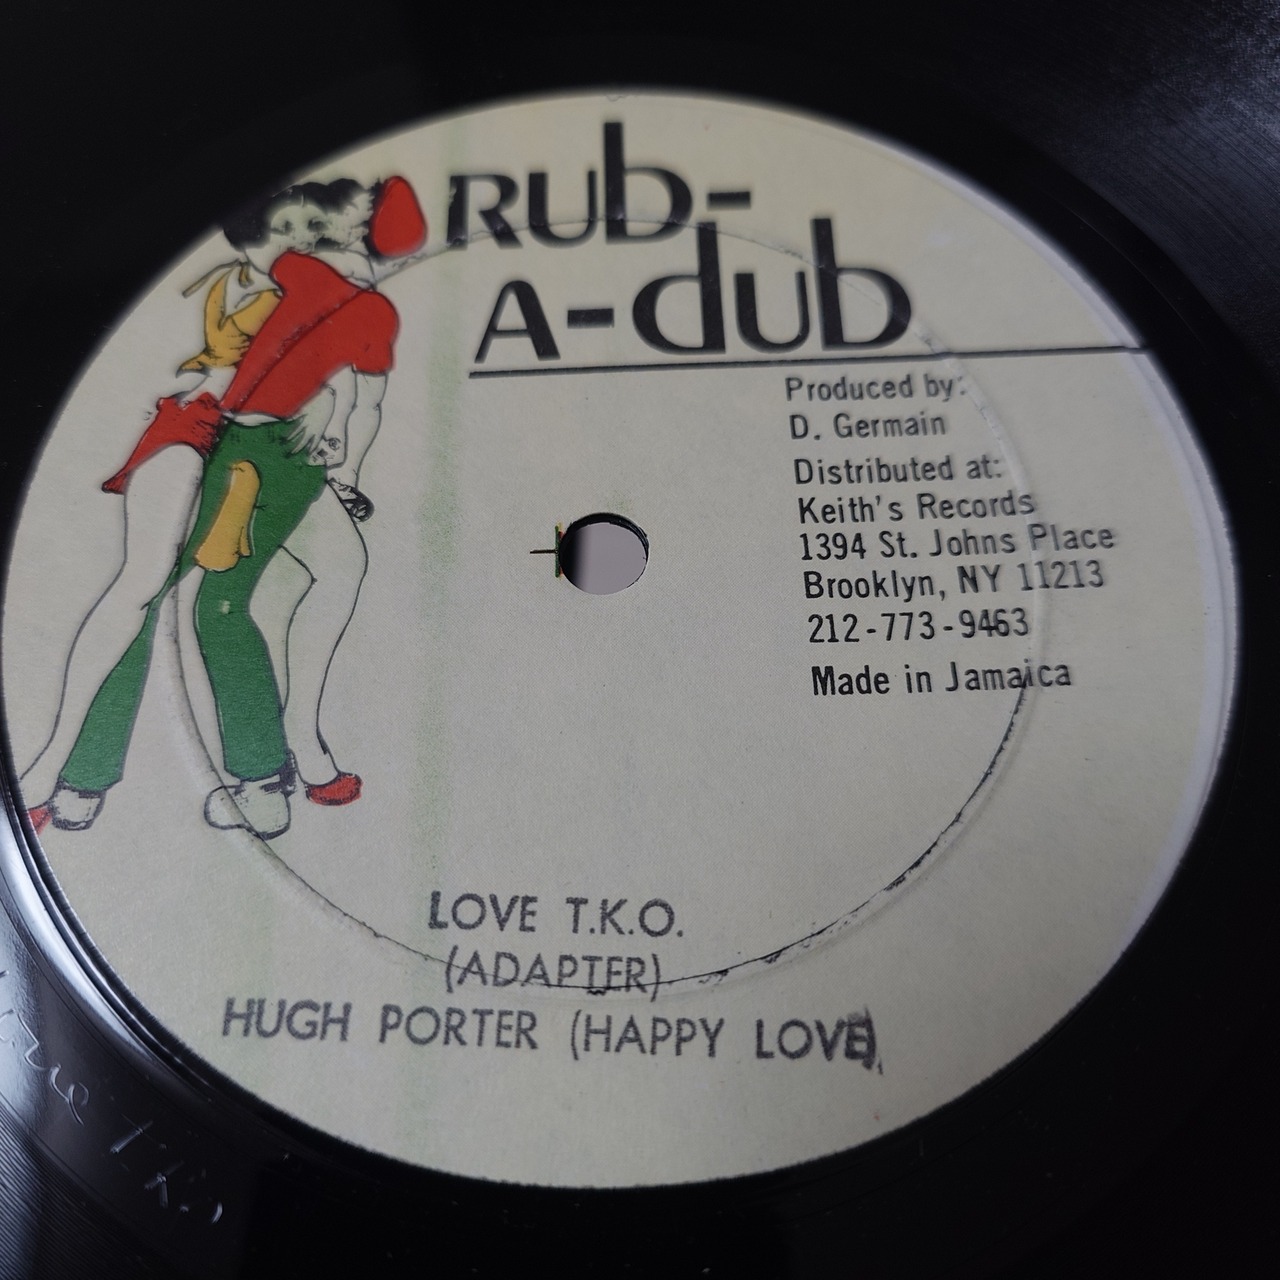 RUb-
A-dub
Produced by:
D. Germain
Distributed at:
Keith's Records
1394 St. Johns Place
Brooklyn, NY 11213
212-773-9463
Made in Jamaica
LOVE T.K.O.
(ADAPTER)
HUGH PORTER (HAPPY LOVE)